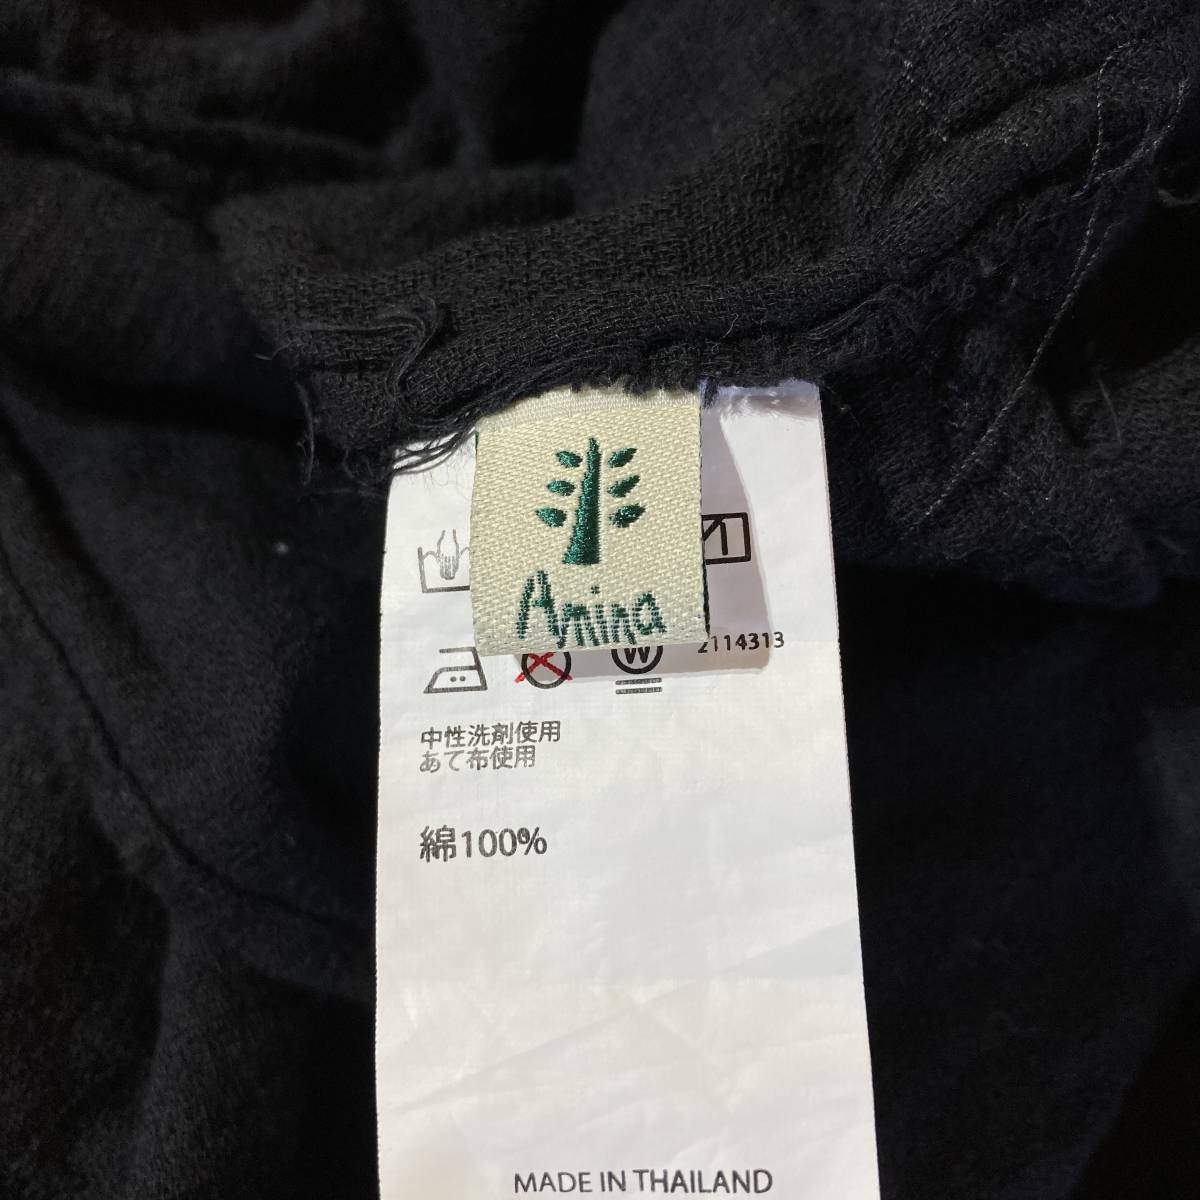 Amina
W
2114313
中性洗剤使用
あて布使用
綿100%
MADE IN THAILAND